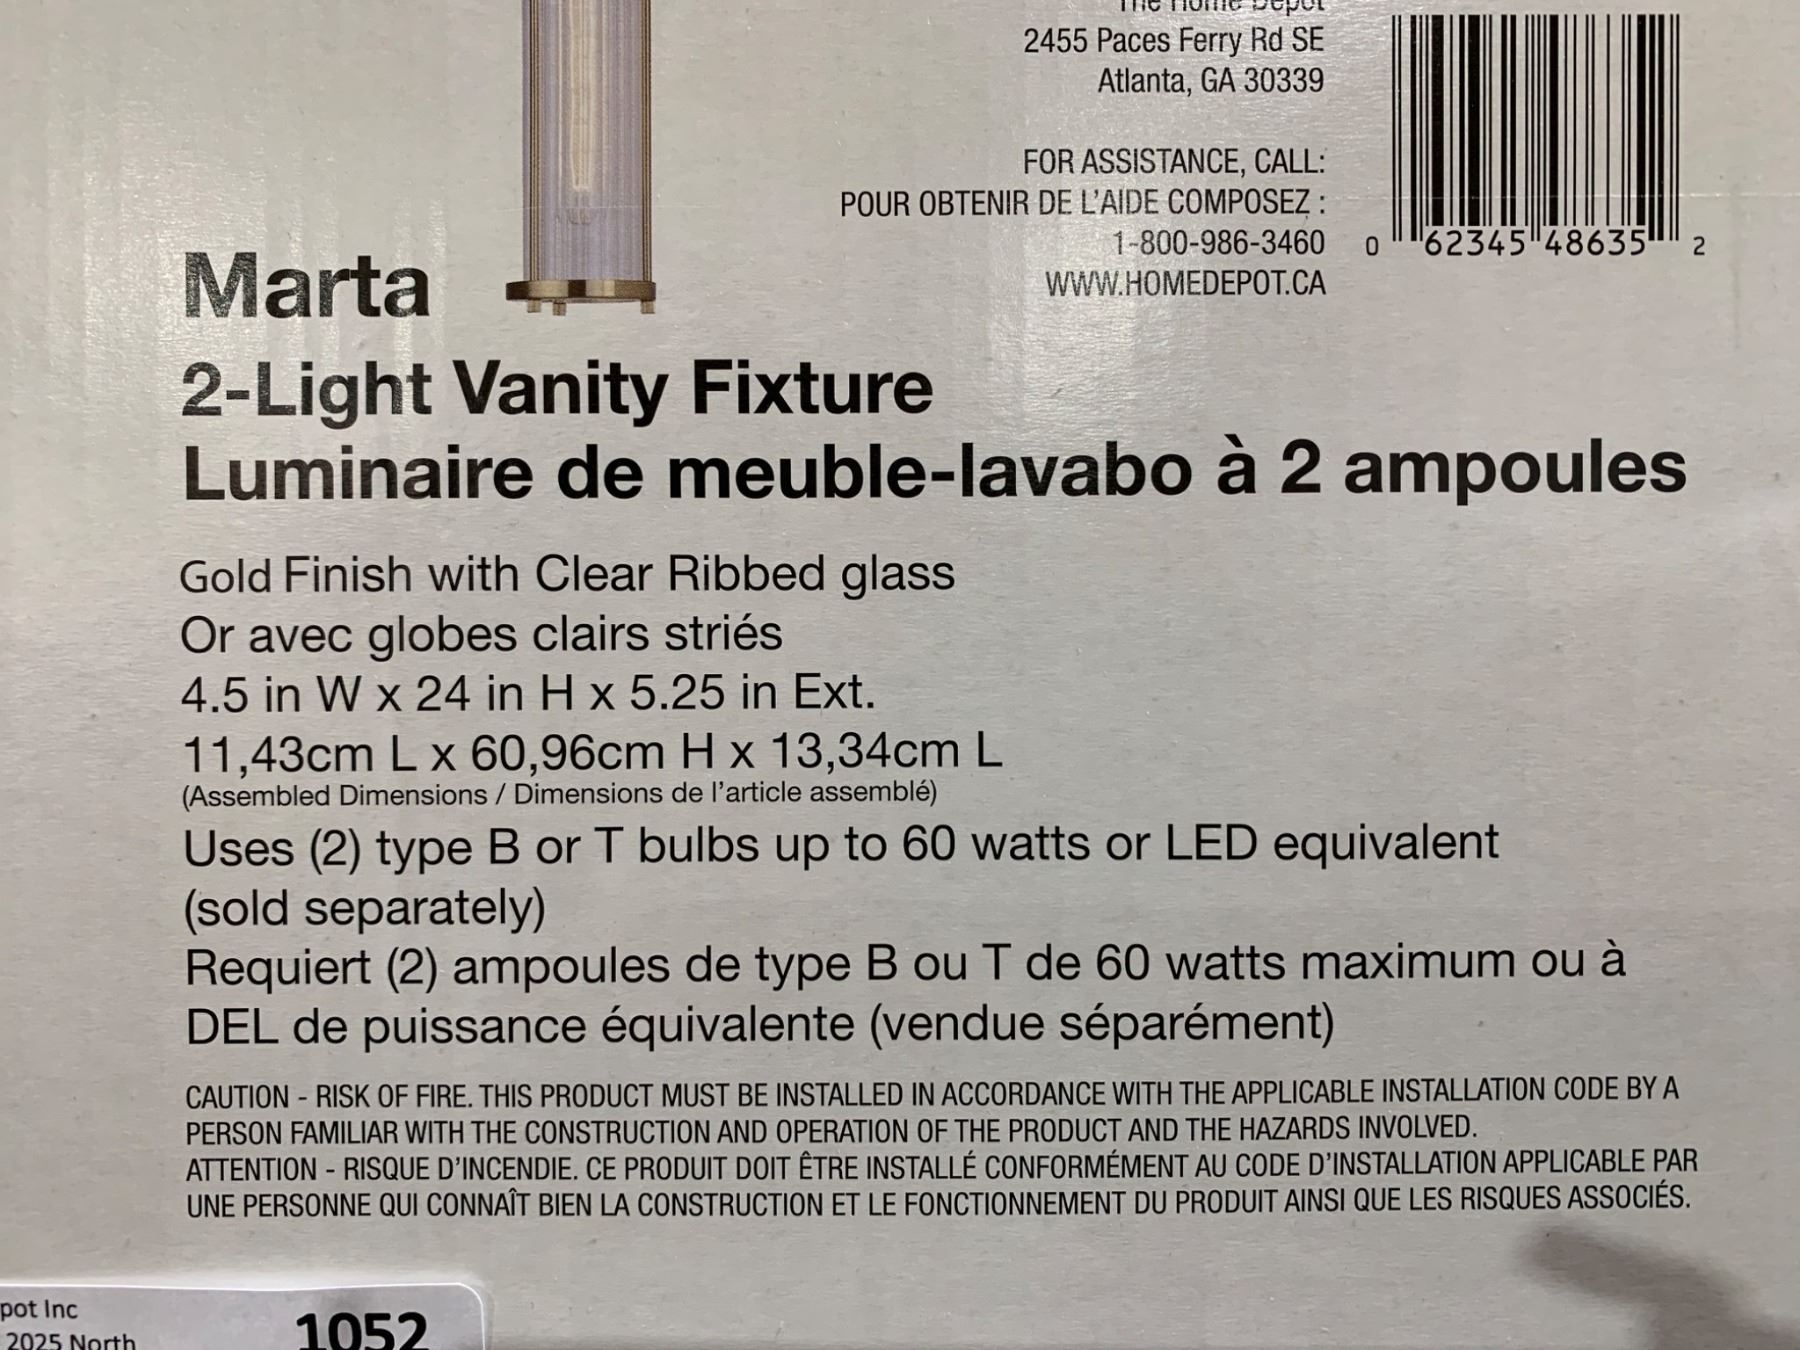 The Home Depot
2455 Paces Ferry Rd SE
Atlanta, GA 30339
FOR ASSISTANCE, CALL:
POUR OBTENIR DE L'AIDE COMPOSEZ :
1-800-986-3460
WWW.HOMEDEPOT.CA
0 62345 48635 2
Marta
2-Light Vanity Fixture
Luminaire de meuble-lavabo à 2 ampoules
Gold Finish with Clear Ribbed glass
Or avec globes clairs striés
4.5 in W x 24 in H x 5.25 in Ext.
11,43cm L x 60,96cm H x 13,34cm L
(Assembled Dimensions / Dimensions de l'article assemblé)
Uses (2) type B or T bulbs up to 60 watts or LED equivalent
(sold separately)
Requiert (2) ampoules de type B ou T de 60 watts maximum ou à
DEL de puissance équivalente (vendue séparément)
CAUTION - RISK OF FIRE. THIS PRODUCT MUST BE INSTALLED IN ACCORDANCE WITH THE APPLICABLE INSTALLATION CODE BY A
PERSON FAMILIAR WITH THE CONSTRUCTION AND OPERATION OF THE PRODUCT AND THE HAZARDS INVOLVED.
ATTENTION - RISQUE D'INCENDIE. CE PRODUIT DOIT ÊTRE INSTALLÉ CONFORMÉMENT AU CODE D'INSTALLATION APPLICABLE PAR
UNE PERSONNE QUI CONNAÎT BIEN LA CONSTRUCTION ET LE FONCTIONNEMENT DU PRODUIT AINSI QUE LES RISQUES ASSOCIÉS.
pot Inc
2025 North
1052